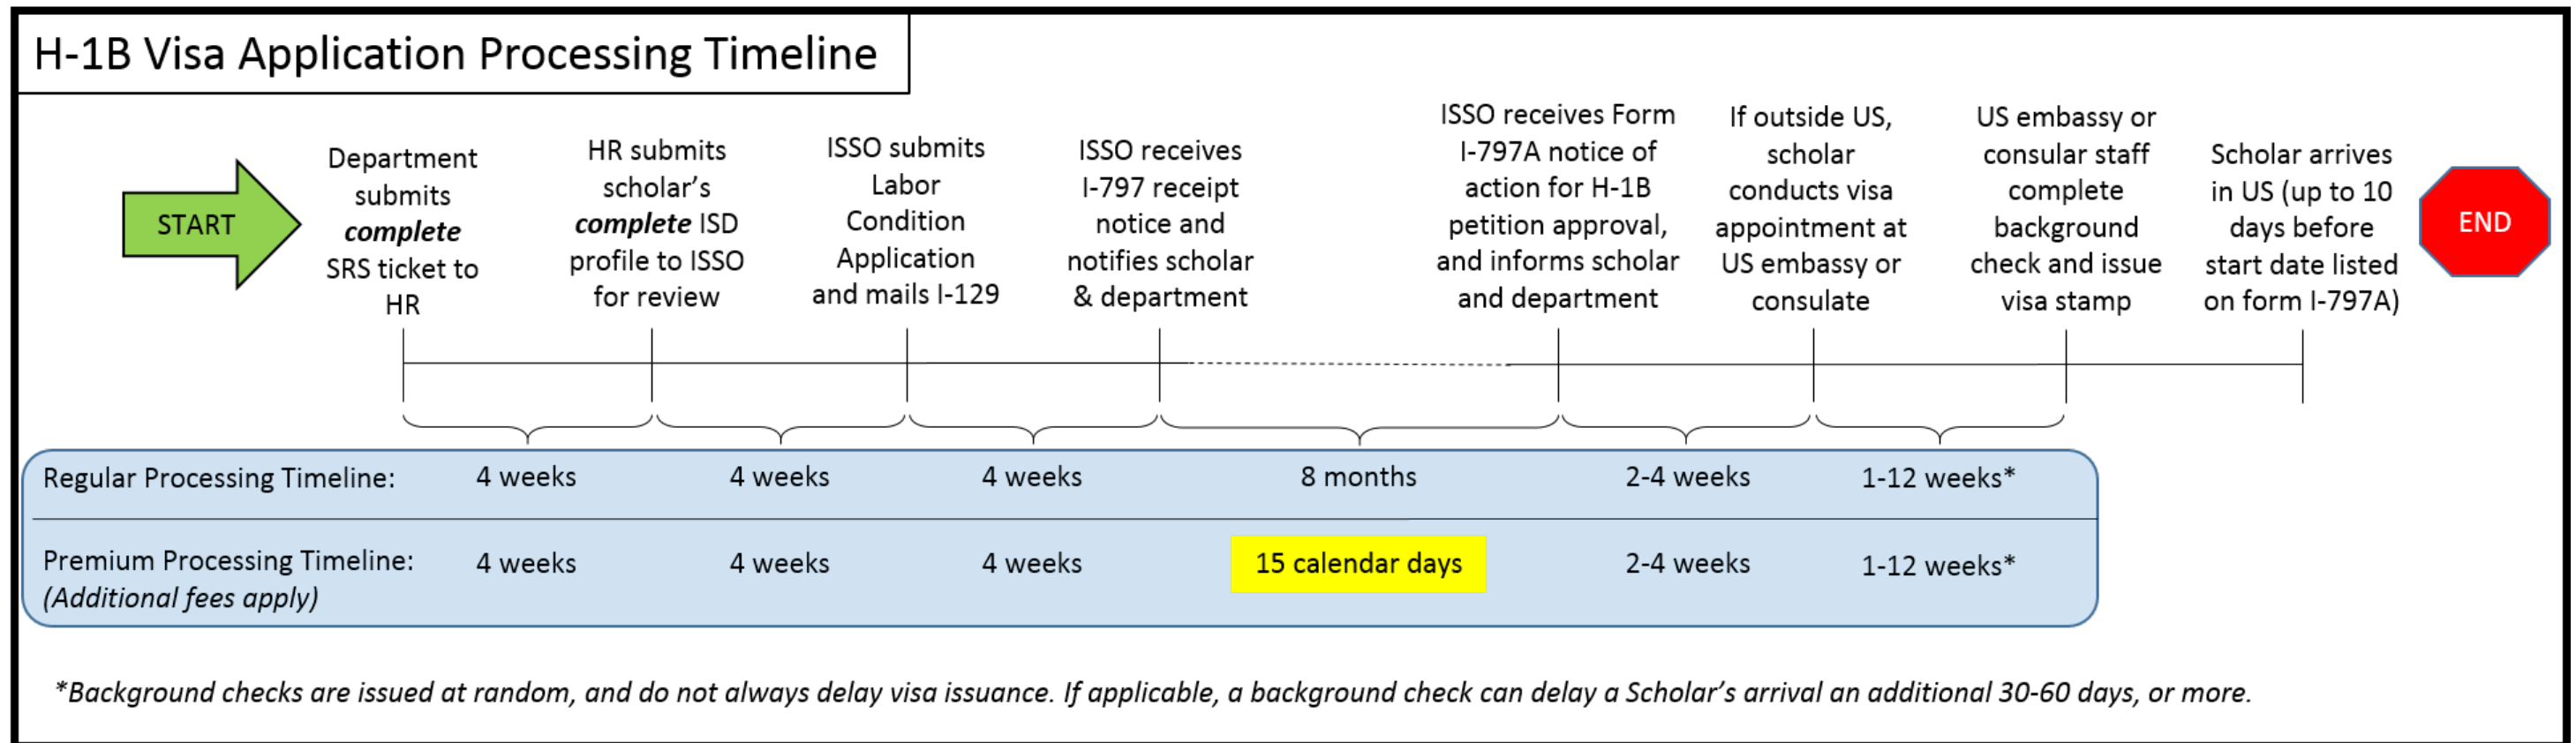 H-1B Visa Application Processing Timeline
START
Department
submits
complete
SRS ticket to
HR
HR submits
scholar’s
complete ISD
profile to ISSO
for review
ISSO submits
Labor
Condition
Application
and mails I-129
ISSO receives
I-797 receipt
notice and
notifies scholar
& department
ISSO receives Form
I-797A notice of
action for H-1B
petition approval,
and informs scholar
and department
If outside US,
scholar
conducts visa
appointment at
US embassy or
consulate
US embassy or
consular staff
complete
background
check and issue
visa stamp
Scholar arrives
in US (up to 10
days before
start date listed
on form I-797A)
END
Regular Processing Timeline: 4 weeks 4 weeks 4 weeks 8 months 2-4 weeks 1-12 weeks*
Premium Processing Timeline: 4 weeks 4 weeks 4 weeks 15 calendar days 2-4 weeks 1-12 weeks*
(Additional fees apply)
*Background checks are issued at random, and do not always delay visa issuance. If applicable, a background check can delay a Scholar’s arrival an additional 30-60 days, or more.